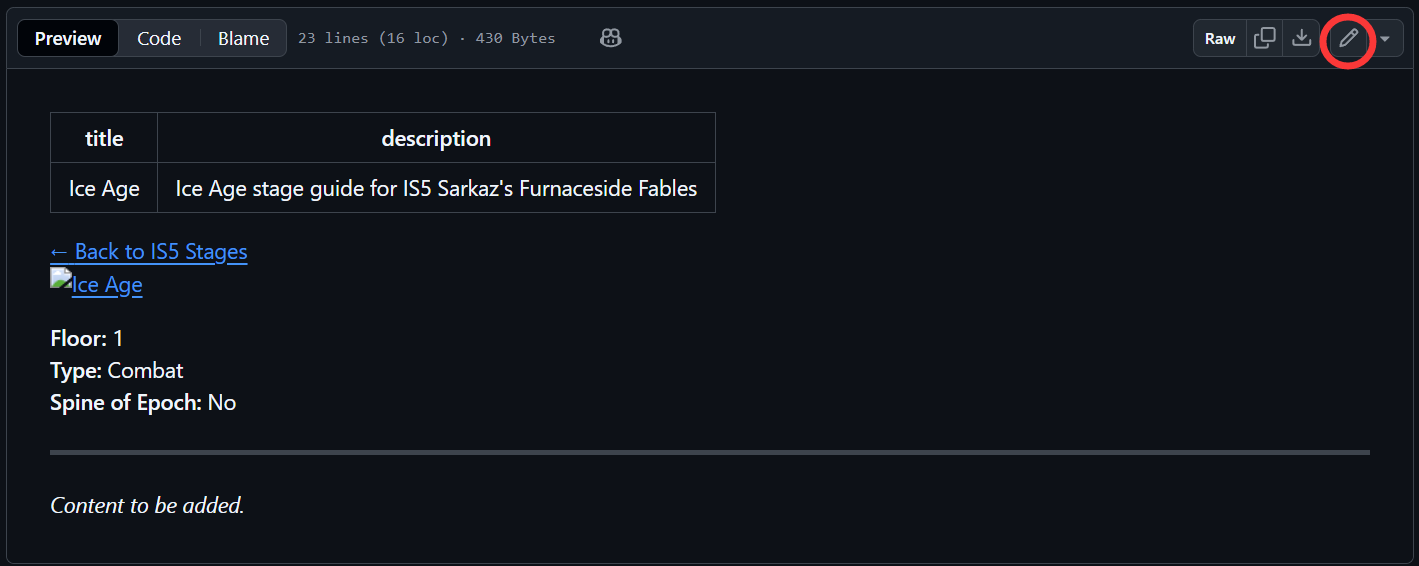 Preview Code Blame 23 lines (16 loc) · 430 Bytes Raw
title description
Ice Age Ice Age stage guide for IS5 Sarkaz's Furnaceside Fables
← Back to IS5 Stages
Ice Age
Floor: 1
Type: Combat
Spine of Epoch: No
Content to be added.